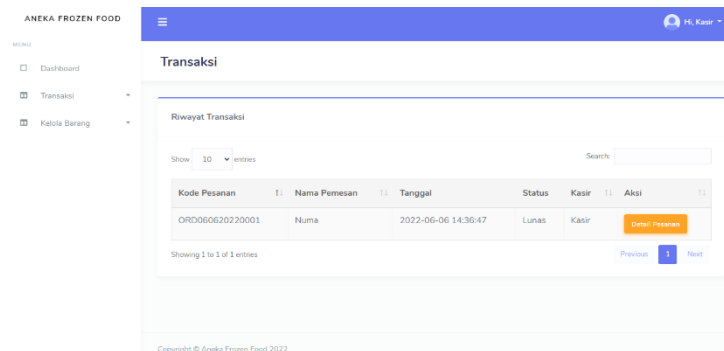 ANEKA FROZEN FOOD
Hi, Kasir
MENU
Dashboard
Transaksi
Kelola Barang
Transaksi
Riwayat Transaksi
Show 10 entries
Search:
Kode Pesanan Nama Pemesan Tanggal Status Kasir Aksi
ORD060620220001 Numa 2022-06-06 14:36:47 Lunas Kasir Detail Pesanan
Showing 1 to 1 of 1 entries
Previous 1 Next
Copyright © Aneka Frozen Food 2022